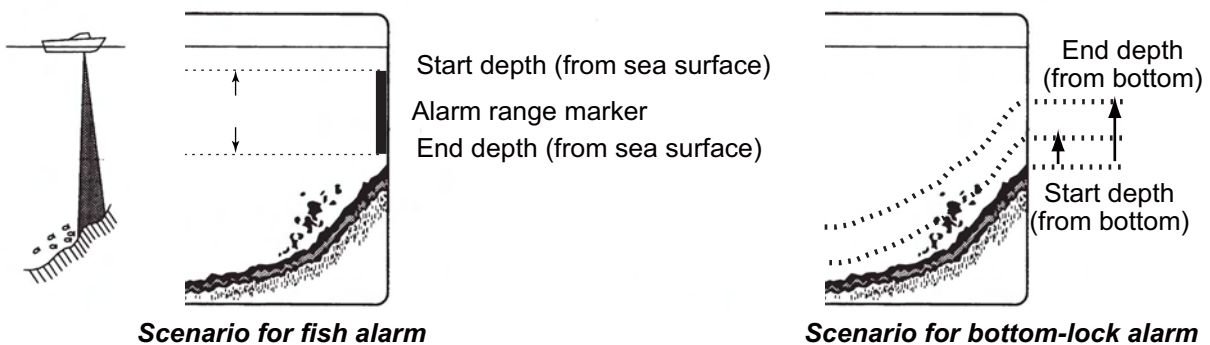 Start depth (from sea surface)
Alarm range marker
End depth (from sea surface)
Scenario for fish alarm
End depth
(from bottom)
Start depth
(from bottom)
Scenario for bottom-lock alarm